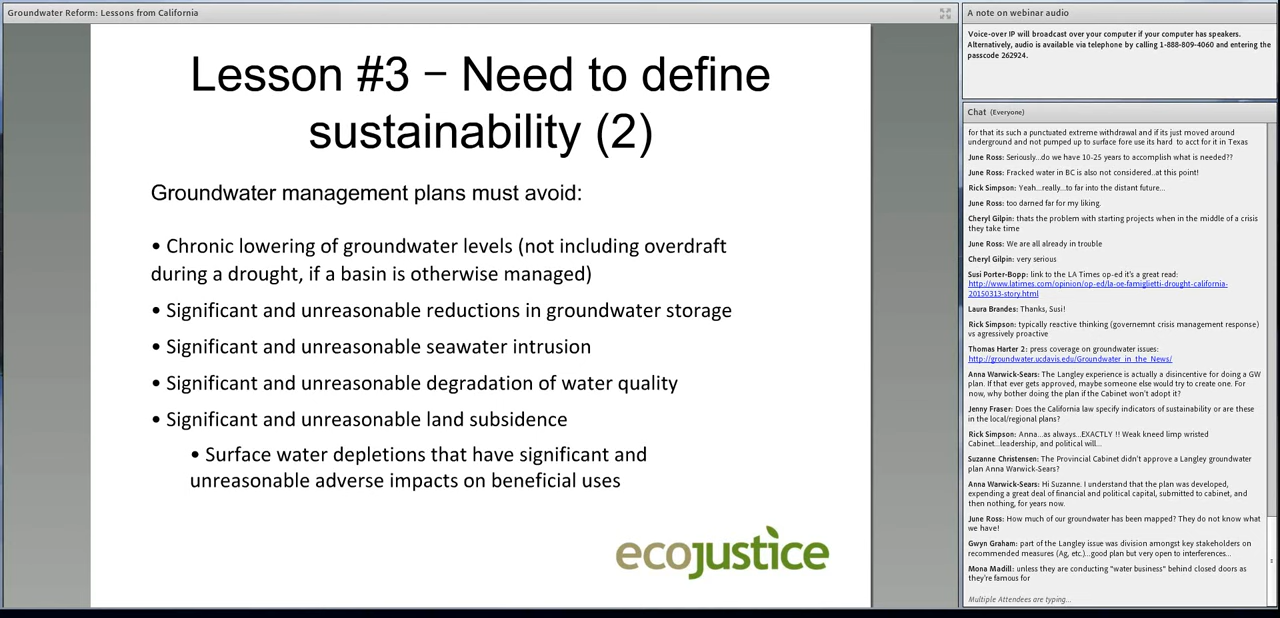 Groundwater Reform: Lessons from California
Lesson #3 – Need to define
sustainability (2)
Groundwater management plans must avoid:
• Chronic lowering of groundwater levels (not including overdraft
during a drought, if a basin is otherwise managed)
• Significant and unreasonable reductions in groundwater storage
• Significant and unreasonable seawater intrusion
• Significant and unreasonable degradation of water quality
• Significant and unreasonable land subsidence
• Surface water depletions that have significant and
unreasonable adverse impacts on beneficial uses
ecojustice
A note on webinar audio
Voice-over IP will broadcast over your computer if your computer has speakers.
Alternatively, audio is available via telephone by calling 1-888-809-4060 and entering the
passcode 262924.
Chat (Everyone)
for that its such a punctuated extreme withdrawal and if its just moved around
underground and not pumped up to surface fore use its hard to acct for it in Texas
June Ross: Seriously...do we have 10-25 years to accomplish what is needed??
June Ross: Fracked water in BC is also not considered..at this point!
Rick Simpson: Yeah...really...to far into the distant future...
June Ross: too darned far for my liking.
Cheryl Gilpin: thats the problem with starting projects when in the middle of a crisis
they take time
June Ross: We are all already in trouble
Cheryl Gilpin: very serious
Susi Porter-Bopp: link to the LA Times op-ed it's a great read:
http://www.latimes.com/opinion/op-ed/la-oe-famiglietti-drought-california-
20150313-story.html
Laura Brandes: Thanks, Susi!
Rick Simpson: typically reactive thinking (governemnt crisis management response)
vs agressively proactive
Thomas Harter 2: press coverage on groundwater issues:
http://groundwater.ucdavis.edu/Groundwater_in_the_News/
Anna Warwick-Sears: The Langley experience is actually a disincentive for doing a GW
plan. If that ever gets approved, maybe someone else would try to create one. For
now, why bother doing the plan if the Cabinet won't adopt it?
Jenny Fraser: Does the California law specify indicators of sustainability or are these
in the local/regional plans?
Rick Simpson: Anna...as always...EXACTLY !! Weak kneed limp wristed
Cabinet...leadership, and political will...
Suzanne Christensen: The Provincial Cabinet didn't approve a Langley groundwater
plan Anna Warwick-Sears?
Anna Warwick-Sears: Hi Suzanne. I understand that the plan was developed,
expending a great deal of financial and political capital, submitted to cabinet, and
then nothing, for years now.
June Ross: How much of our groundwater has been mapped? They do not know what
we have!
Gwyn Graham: part of the Langley issue was division amongst key stakeholders on
recommended measures (Ag, etc.)...good plan but very open to interferences...
Mona Madill: unless they are conducting "water business" behind closed doors as
they're famous for
Multiple Attendees are typing...